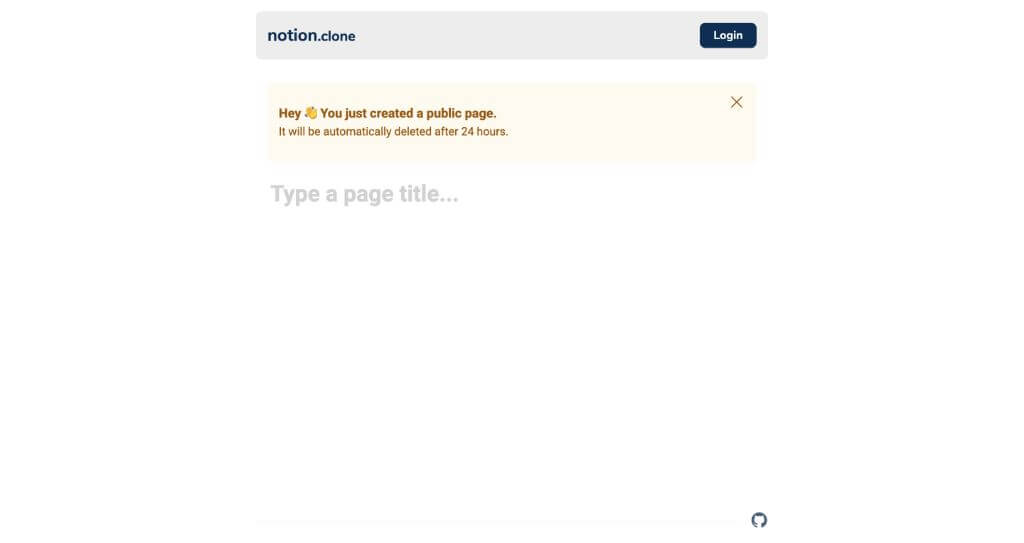 notion.clone
Login
Hey 👋 You just created a public page.
It will be automatically deleted after 24 hours.
Type a page title...